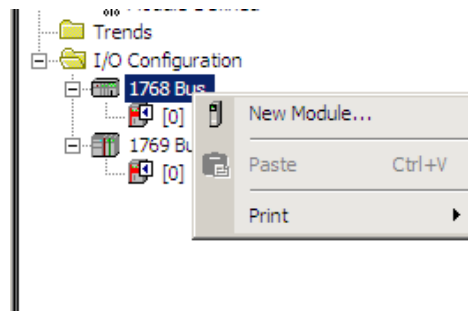 Trends
I/O Configuration
1768 Bus
[0]
1769 Bu
[0]
New Module...
Paste Ctrl+V
Print